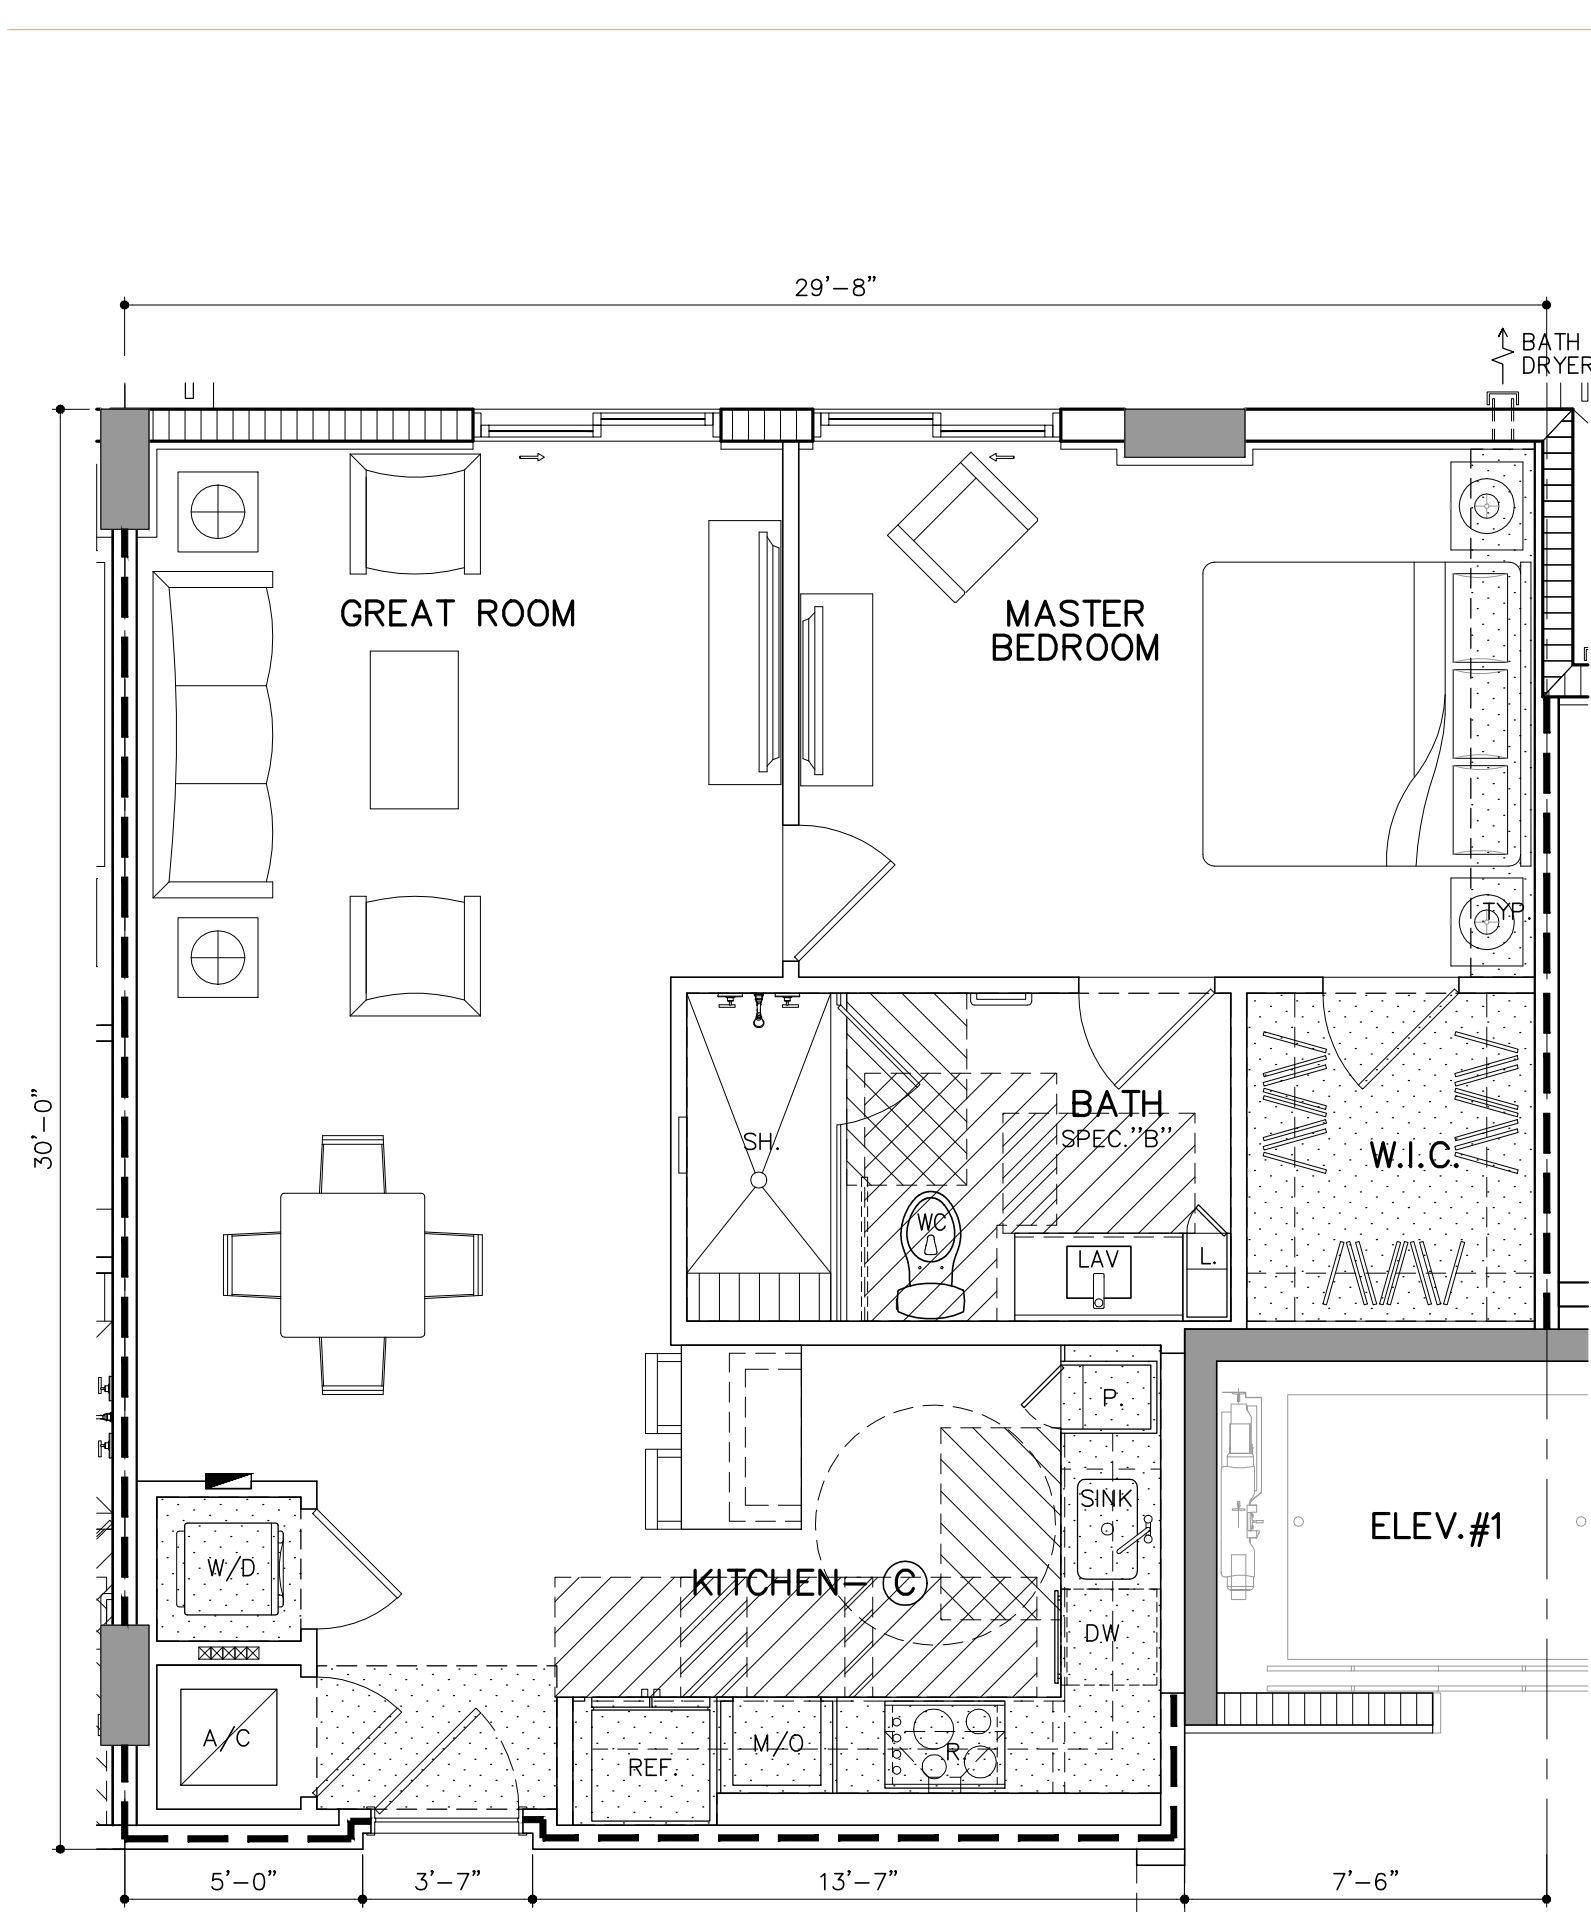 29'-8"
BATH
DRYER
GREAT ROOM
MASTER
BEDROOM
TYP.
30'-0"
BATH
SPEC."B"
SH.
W.I.C.
WC
LAV
L.
P.
SINK
ELEV.#1
W/D
KITCHEN- C
DW
A/C
REF.
M/O
R.
5'-0"
3'-7"
13'-7"
7'-6"